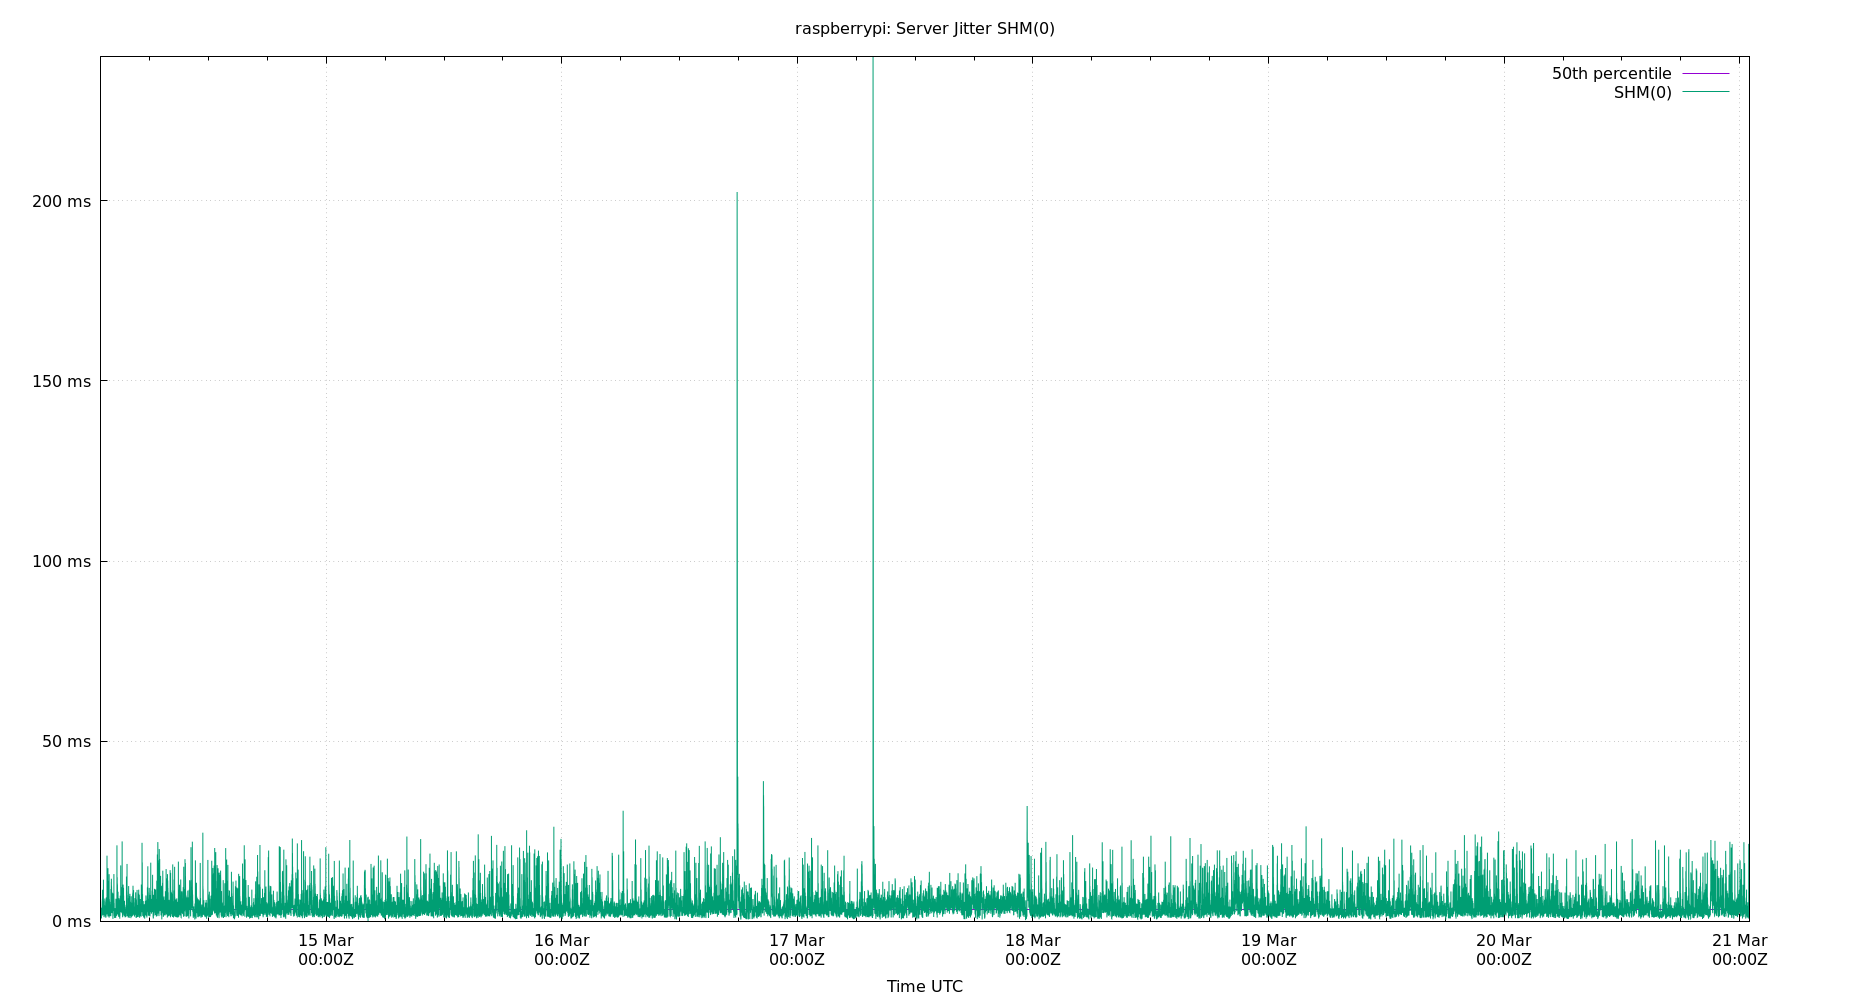 raspberrypi: Server Jitter SHM(0)
50th percentile
SHM(0)
200 ms
150 ms
100 ms
50 ms
0 ms
15 Mar 16 Mar 17 Mar 18 Mar 19 Mar 20 Mar 21 Mar
00:00Z 00:00Z 00:00Z 00:00Z 00:00Z 00:00Z 00:00Z
Time UTC